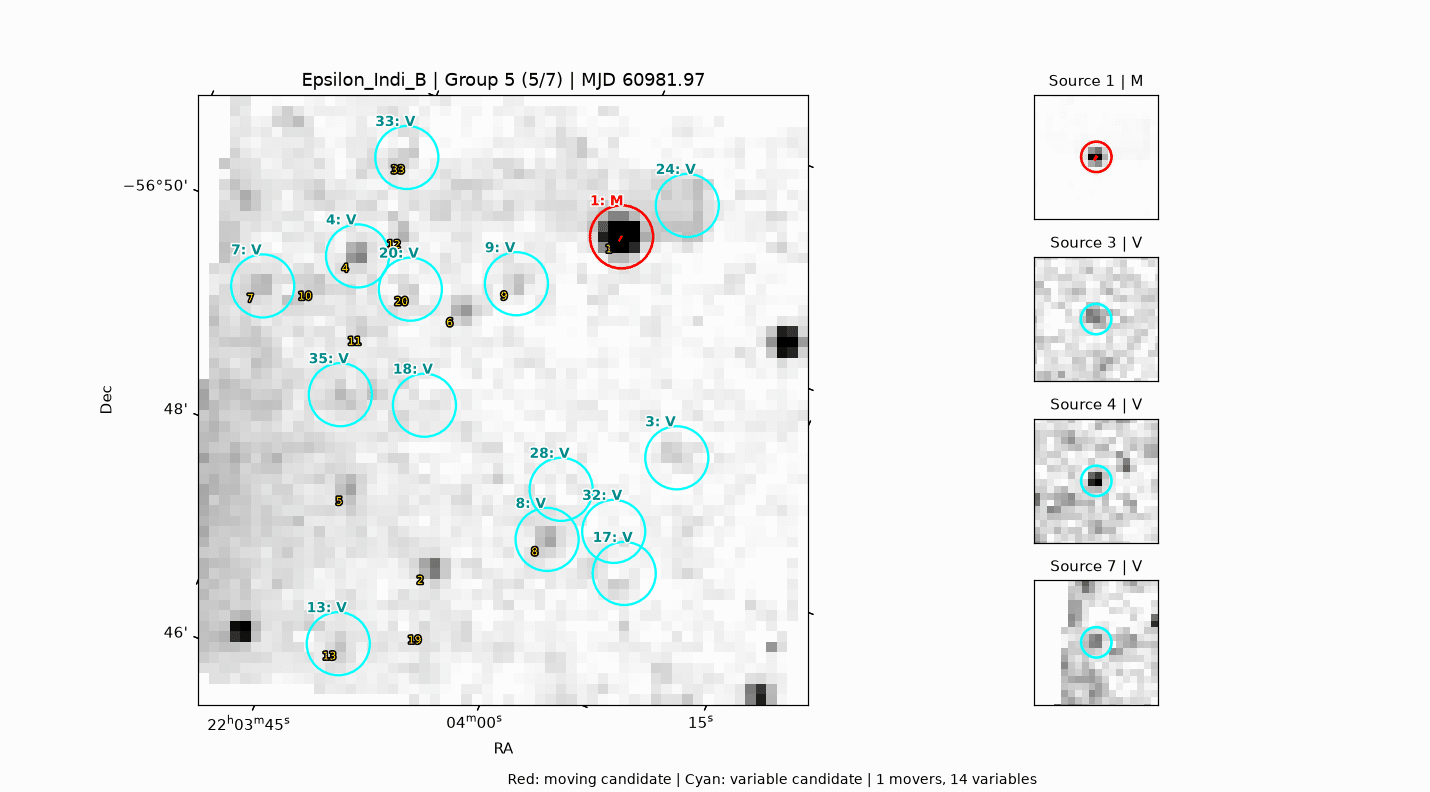 Epsilon_Indi_B | Group 5 (5/7) | MJD 60981.97
Source 1 | M
33: V
33
24: V
−56°50'
1: M
4: V
12
20: V
9: V
7: V
4
7
10
20
9
6
Source 3 | V
11
35: V
18: V
Dec
48'
Source 4 | V
3: V
28: V
5
32: V
8: V
17: V
8
2
Source 7 | V
13: V
46'
19
13
22ʰ03ᵐ45ˢ
04ᵐ00ˢ
15ˢ
RA
Red: moving candidate | Cyan: variable candidate | 1 movers, 14 variables